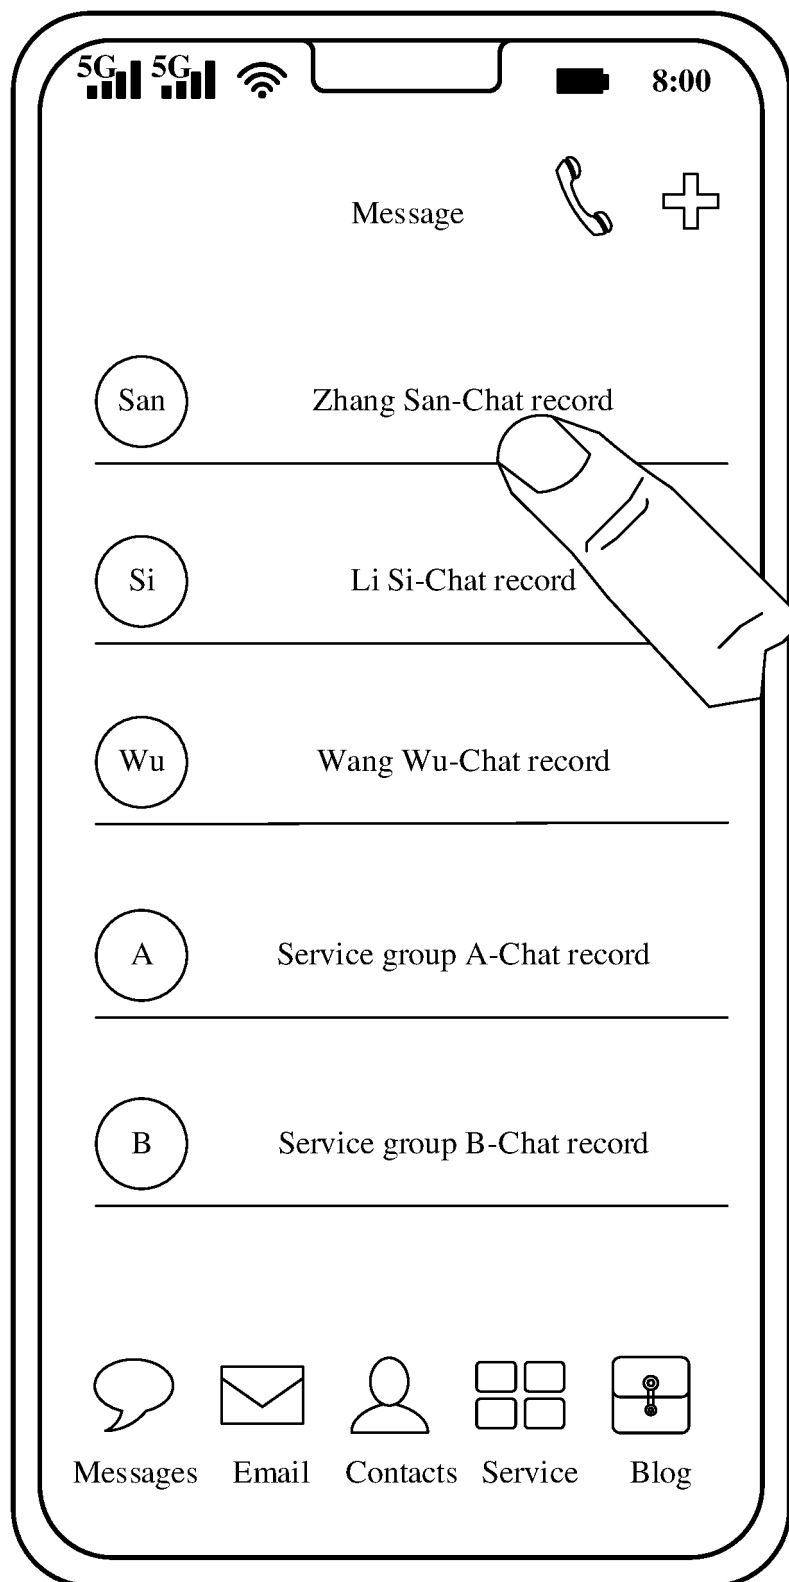 5G 5G 8:00
Message
San Zhang San-Chat record
Si Li Si-Chat record
Wu Wang Wu-Chat record
A Service group A-Chat record
B Service group B-Chat record
Messages Email Contacts Service Blog